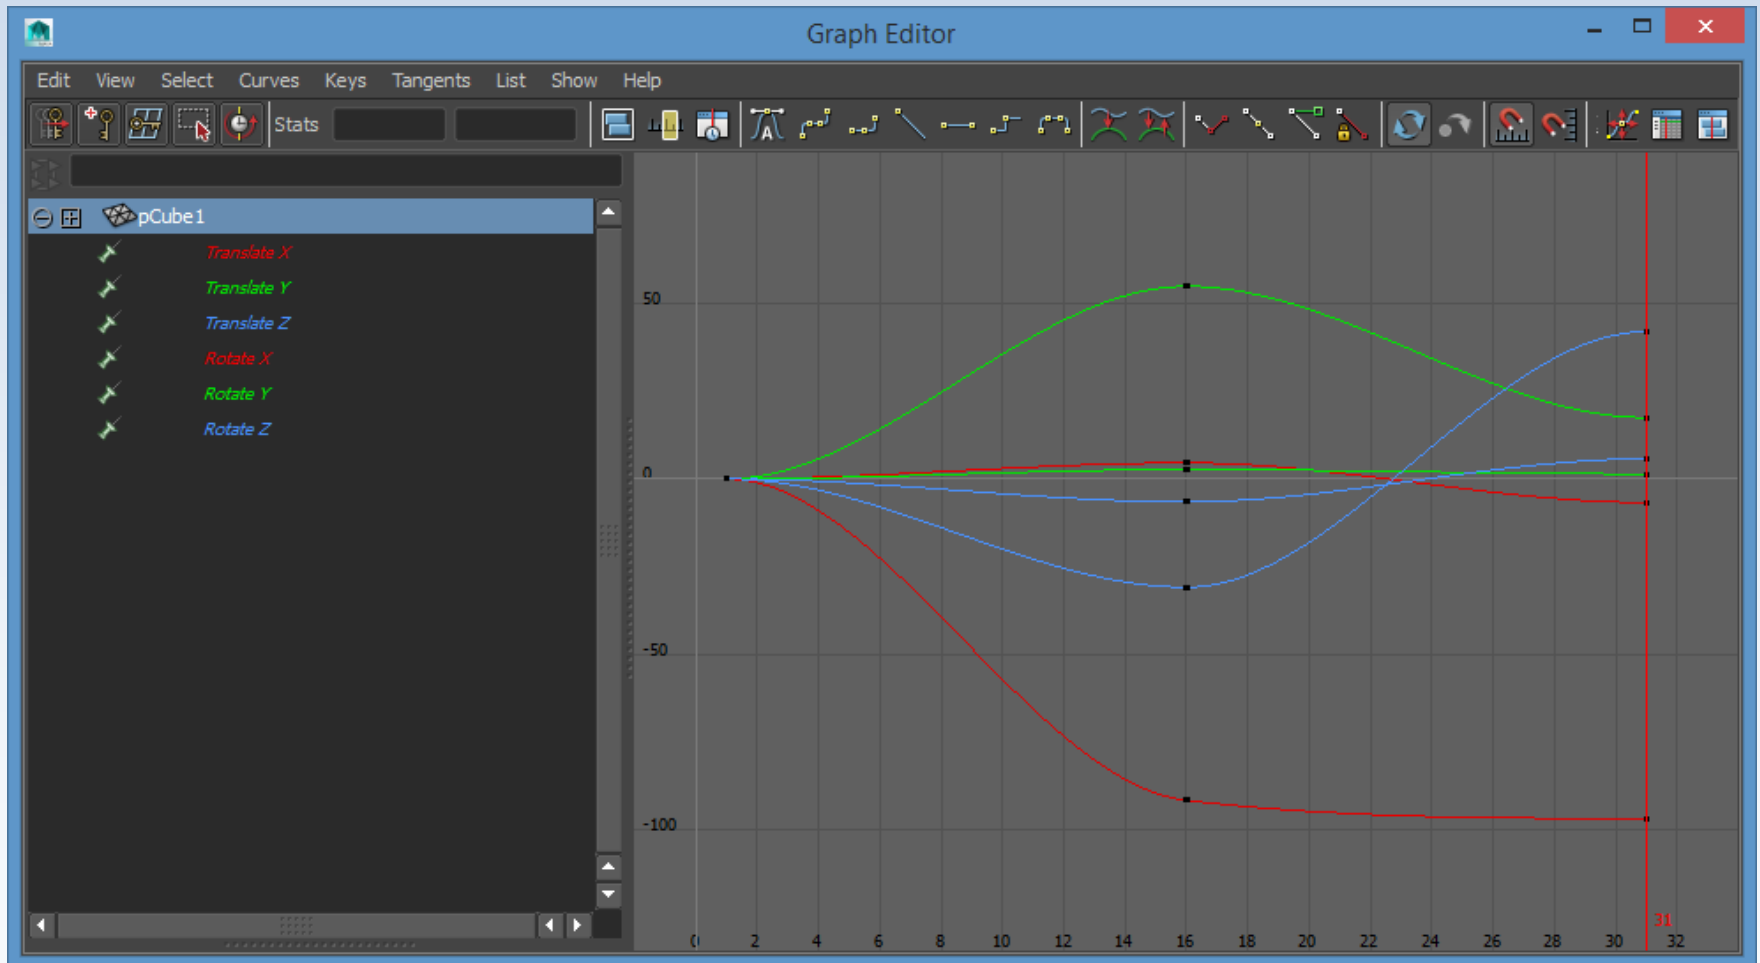 Graph Editor
Edit View Select Curves Keys Tangents List Show Help
Stats
pCube1
Translate X
Translate Y
Translate Z
Rotate X
Rotate Y
Rotate Z
50
0
-50
-100
31
0 2 4 6 8 10 12 14 16 18 20 22 24 26 28 30 32